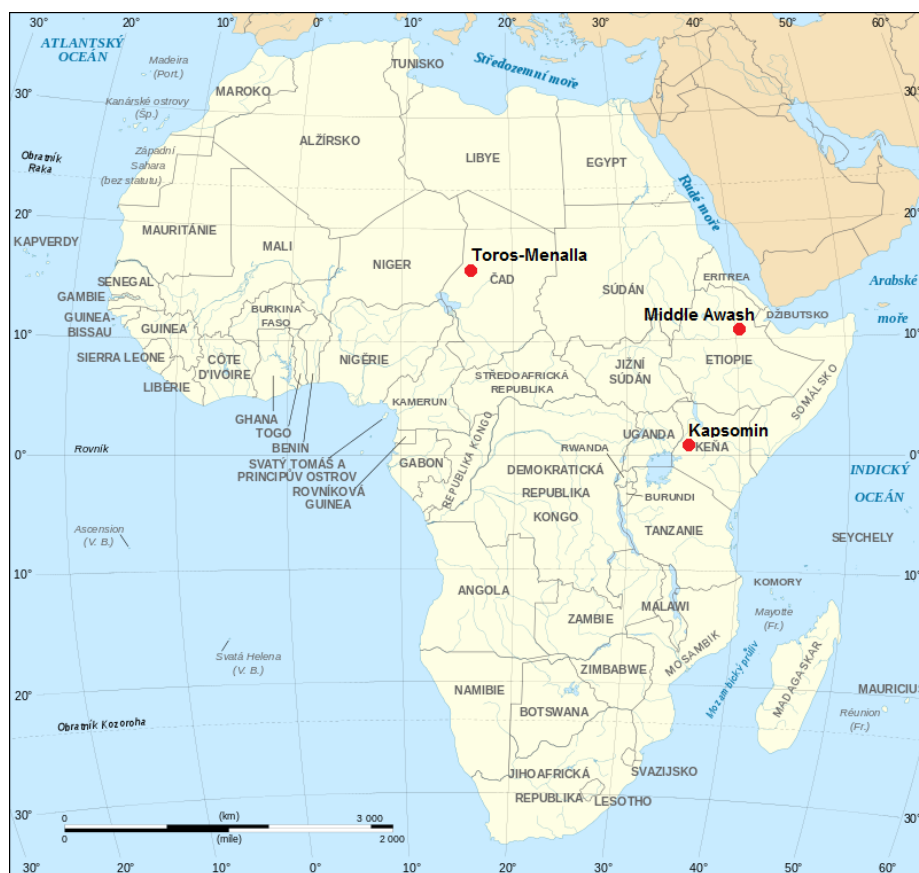 30° 20° 10° 0° 10° 20° 30° 40° 50° 60°
ATLANTSKÝ
OCEÁN
Madeira
(Port.)
TUNISKO
Středozemní moře
MAROKO
30°
30°
Kanárské ostrovy
(Šp.)
ALŽÍRSKO
LIBYE
EGYPT
Obratník
Raka
Západní
Sahara
(bez statutu)
Rudé moře
20°
20°
KAPVERDY
MAURITÁNIE
MALI
NIGER
Toros-Menalla
ČAD
SÚDÁN
ERITREA
Arabské
moře
SENEGAL
GAMBIE
GUINEA-
BISSAU
BURKINA
FASO
Middle Awash
DŽIBUTSKO
10°
10°
GUINEA
SIERRA LEONE
CÔTE
D'IVOIRE
NIGÉRIE
ETIOPIE
JIŽNÍ
SÚDÁN
LIBÉRIE
STŘEDOAFRICKÁ
REPUBLIKA
SOMÁLSKO
KAMERUN
GHANA
TOGO
BENIN
SVATÝ TOMÁŠ A
PRINCIPŮV OSTROV
ROVNÍKOVÁ
GUINEA
Rovník
0°
0°
UGANDA
Kapsomin
KEŇA
RWANDA
GABON
REPUBLIKA KONGO
DEMOKRATICKÁ
REPUBLIKA
KONGO
BURUNDI
INDICKÝ
OCEÁN
TANZANIE
SEYCHELY
Ascension
(V. B.)
10°
10°
KOMORY
Mayotte
(Fr.)
ANGOLA
ZAMBIE
MALAWI
MOSAMBIK
Mozambický průliv
MADAGASKAR
Svatá Helena
(V. B.)
ZIMBABWE
NAMIBIE
BOTSWANA
MAURICIUS
Réunion
(Fr.)
20°
20°
Obratník Kozoroha
SVAZIJSKO
JIHOAFRICKÁ
REPUBLIKA
LESOTHO
0 (km) 3 000
0 (mile) 2 000
30°
30°
30° 20° 10° 0° 10° 20° 30° 40° 50° 60°